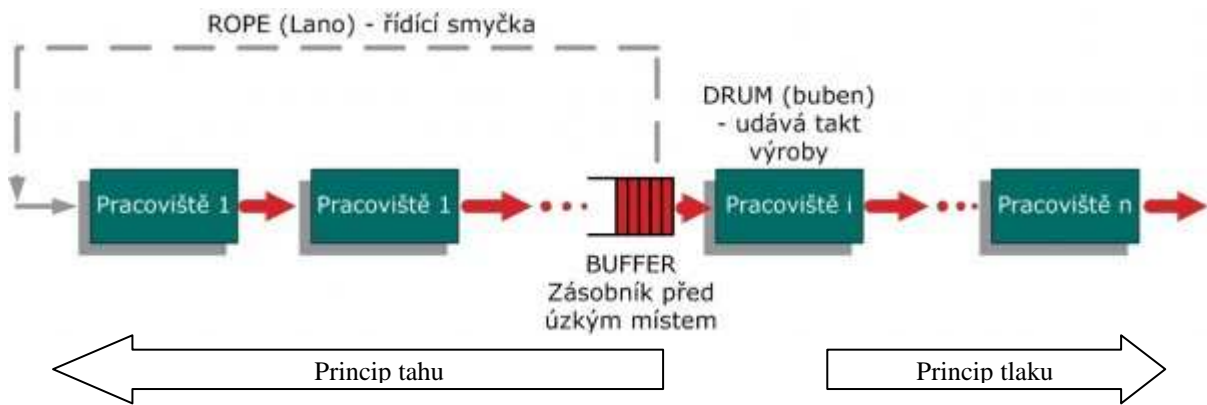 ROPE (Lano) - řídící smyčka
DRUM (buben)
- udává takt
výroby
Pracoviště 1
Pracoviště 1
Pracoviště i
Pracoviště n
BUFFER
Zásobník před
úzkým místem
Princip tahu
Princip tlaku